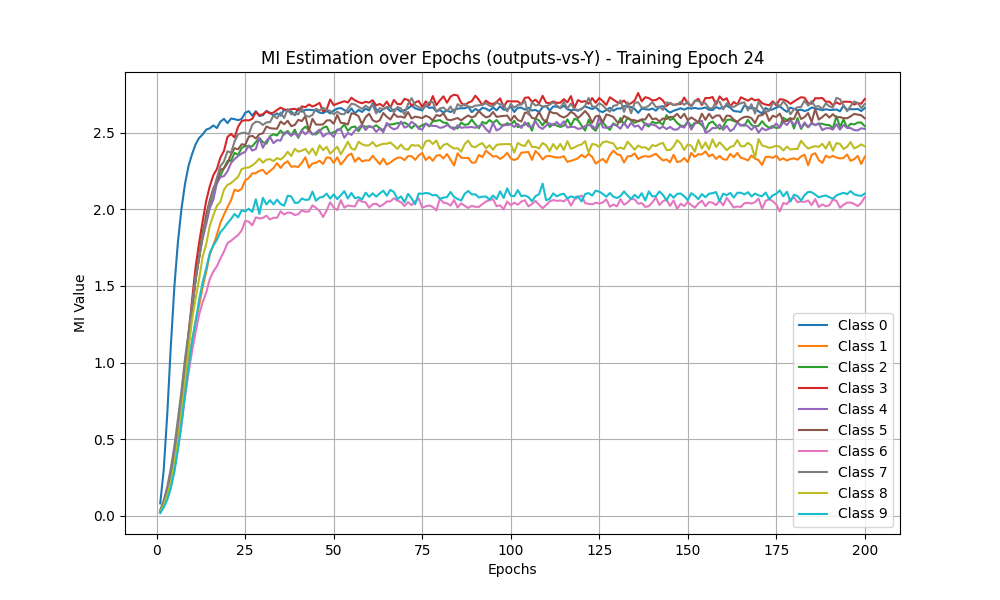 MI Estimation over Epochs (outputs-vs-Y) - Training Epoch 24
MI Value
2.5
2.0
1.5
1.0
0.5
0.0
Class 0
Class 1
Class 2
Class 3
Class 4
Class 5
Class 6
Class 7
Class 8
Class 9
0 25 50 75 100 125 150 175 200
Epochs